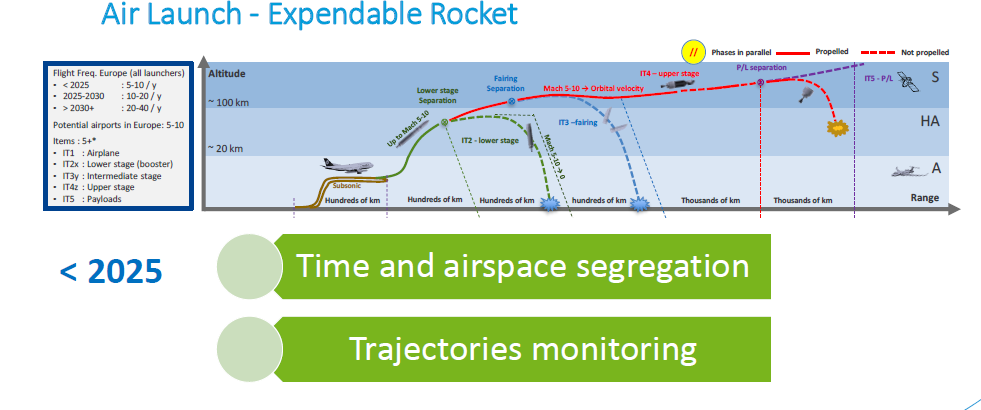 Air Launch - Expendable Rocket
// Phases in parallel Propelled Not propelled
Flight Freq. Europe (all launchers)
• < 2025 : 5-10 / y
• 2025-2030 : 10-20 / y
• > 2030+ : 20-40 / y
Potential airports in Europe: 5-10
Items : 5+*
• IT1 : Airplane
• IT2x : Lower stage (booster)
• IT3y : Intermediate stage
• IT4z : Upper stage
• IT5 : Payloads
Altitude
~ 100 km
~ 20 km
Subsonic
Up to Mach 5-10
Lower stage
Separation
Fairing
Separation
IT2 - lower stage
Mach 5-10 → 0
Mach 5-10 → Orbital velocity
IT3 –fairing
IT4 – upper stage
P/L separation
IT5 - P/L
S
HA
A
Range
Hundreds of km
Hundreds of km
Hundreds of km
hundreds of km
Thousands of km
Thousands of km
< 2025
Time and airspace segregation
Trajectories monitoring